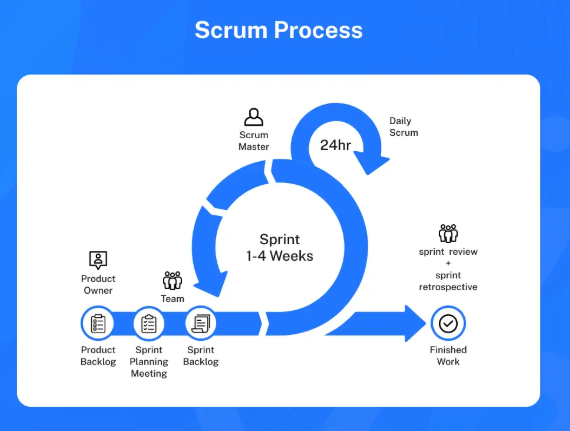 Scrum Process
Scrum
Master
24hr
Daily
Scrum
Sprint
1-4 Weeks
Product
Owner
Team
sprint review
+
sprint
retrospective
Product
Backlog
Sprint
Planning
Meeting
Sprint
Backlog
Finished
Work